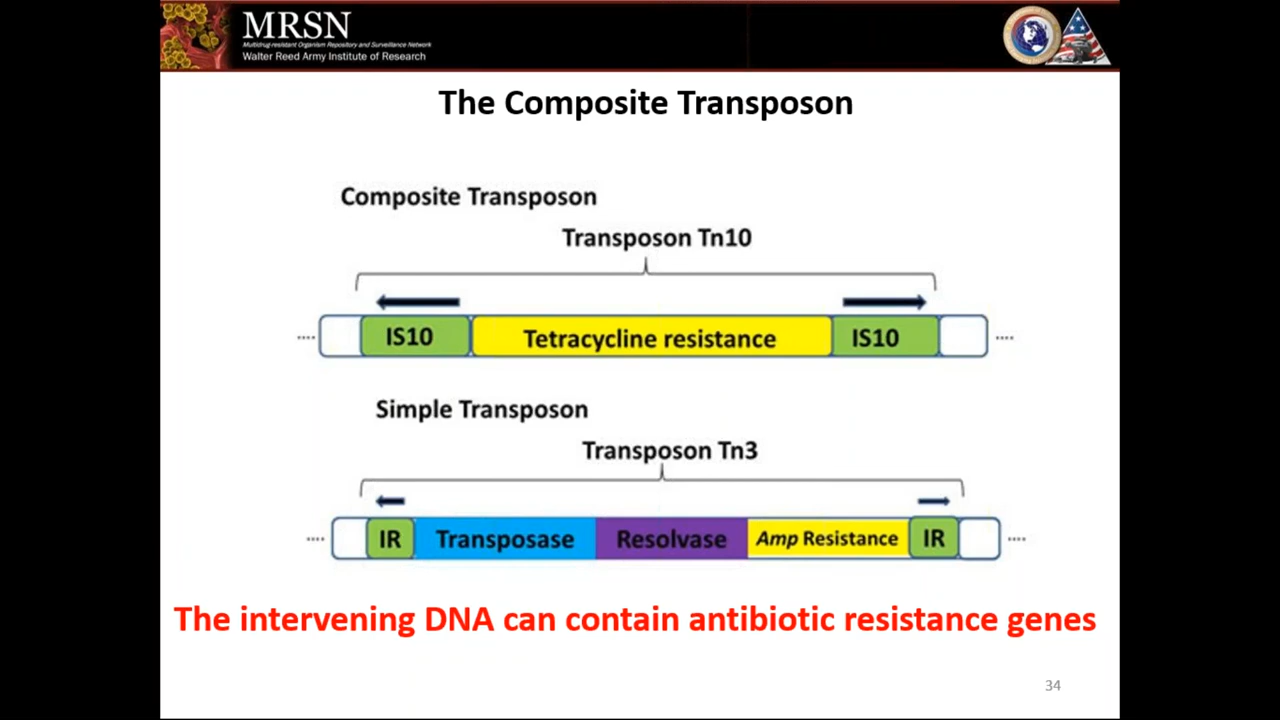 MRSN
Multidrug-resistant Organism Repository and Surveillance Network
Walter Reed Army Institute of Research
The Composite Transposon
Composite Transposon
Transposon Tn10
IS10 Tetracycline resistance IS10
Simple Transposon
Transposon Tn3
IR Transposase Resolvase Amp Resistance IR
The intervening DNA can contain antibiotic resistance genes
34